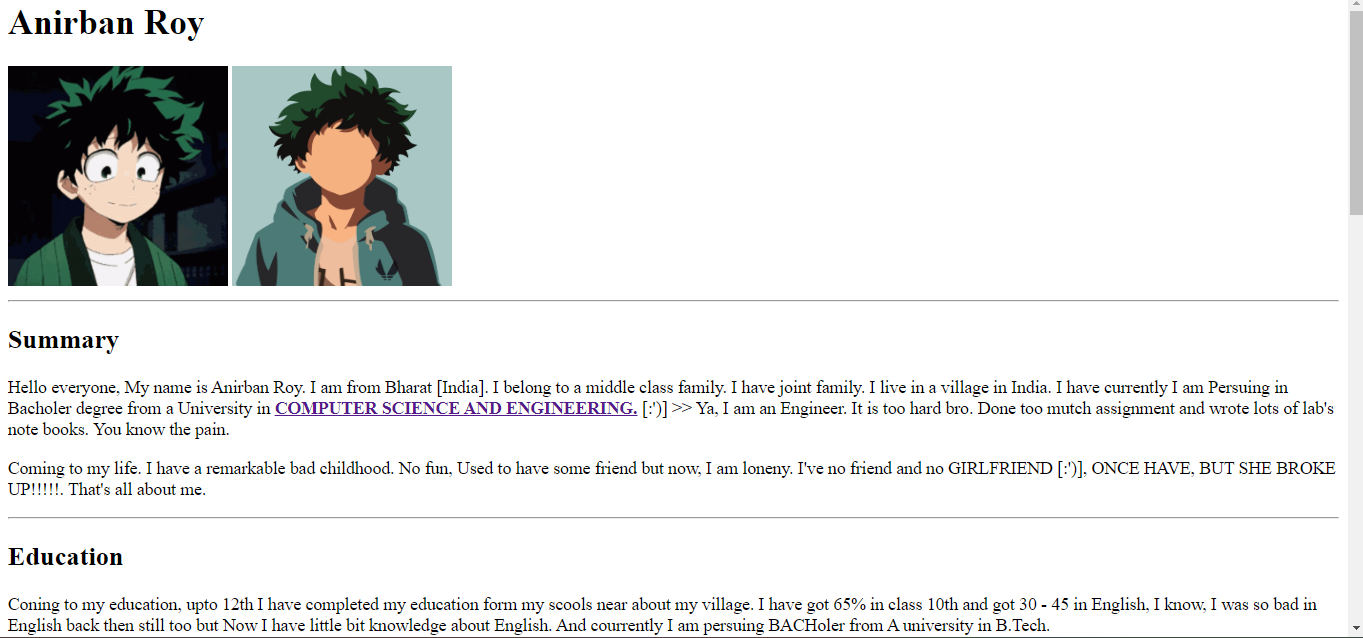 Anirban Roy
Summary
Hello everyone, My name is Anirban Roy. I am from Bharat [India]. I belong to a middle class family. I have joint family. I live in a village in India. I have currently I am Persuing in
Bacholer degree from a University in COMPUTER SCIENCE AND ENGINEERING. [:')] >> Ya, I am an Engineer. It is too hard bro. Done too mutch assignment and wrote lots of lab's
note books. You know the pain.
Coming to my life. I have a remarkable bad childhood. No fun, Used to have some friend but now, I am loneny. I've no friend and no GIRLFRIEND [:')], ONCE HAVE, BUT SHE BROKE
UP!!!!!. That's all about me.
Education
Coning to my education, upto 12th I have completed my education form my scools near about my village. I have got 65% in class 10th and got 30 - 45 in English, I know, I was so bad in
English back then still too but Now I have little bit knowledge about English. And courrently I am persuing BACHoler from A university in B.Tech.